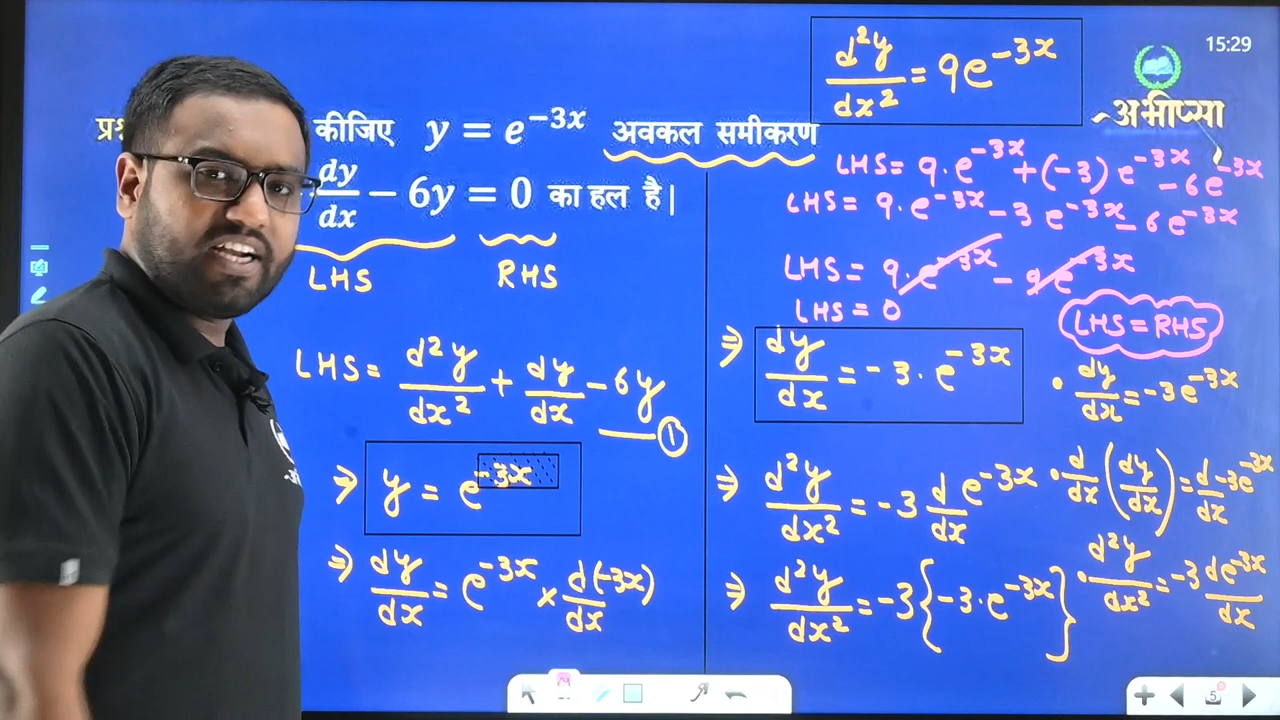 15:29
अभीप्सा
कीजिए y = e^{-3x} अवकल समीकरण
dy/dx - 6y = 0 का हल है|
LHS RHS
LHS = d²y/dx² + dy/dx - 6y ①
⇒ y = e^{-3x}
⇒ dy/dx = e^{-3x} × d(-3x)/dx
d²y/dx² = 9e^{-3x}
LHS = 9.e^{-3x} + (-3) e^{-3x} - 6e^{-3x}
LHS = 9.e^{-3x} - 3 e^{-3x} - 6e^{-3x}
LHS = 9.e^{-3x} - 9e^{-3x}
LHS = 0
LHS = RHS
⇒ dy/dx = -3.e^{-3x}
• dy/dx = -3e^{-3x}
⇒ d²y/dx² = -3 d/dx e^{-3x}
• d/dx (dy/dx) = d/dx -3e^{-3x}
⇒ d²y/dx² = -3{-3.e^{-3x}}
• d²y/dx² = -3 de^{-3x}/dx
5